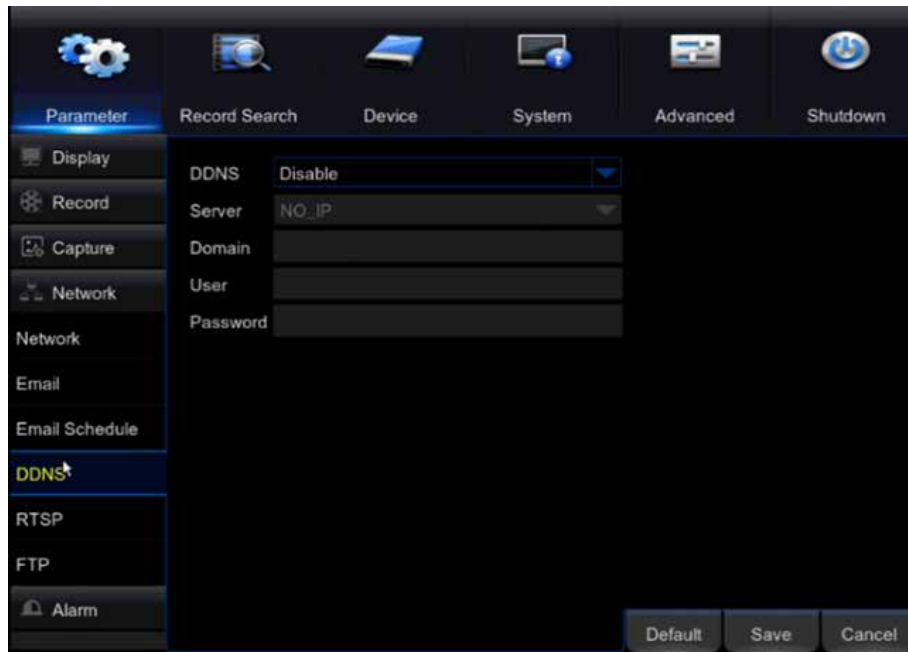 Parameter Record Search Device System Advanced Shutdown
Display
Record
Capture
Network
Network
Email
Email Schedule
DDNS
RTSP
FTP
Alarm
DDNS Disable
Server NO_IP
Domain
User
Password
Default Save Cancel